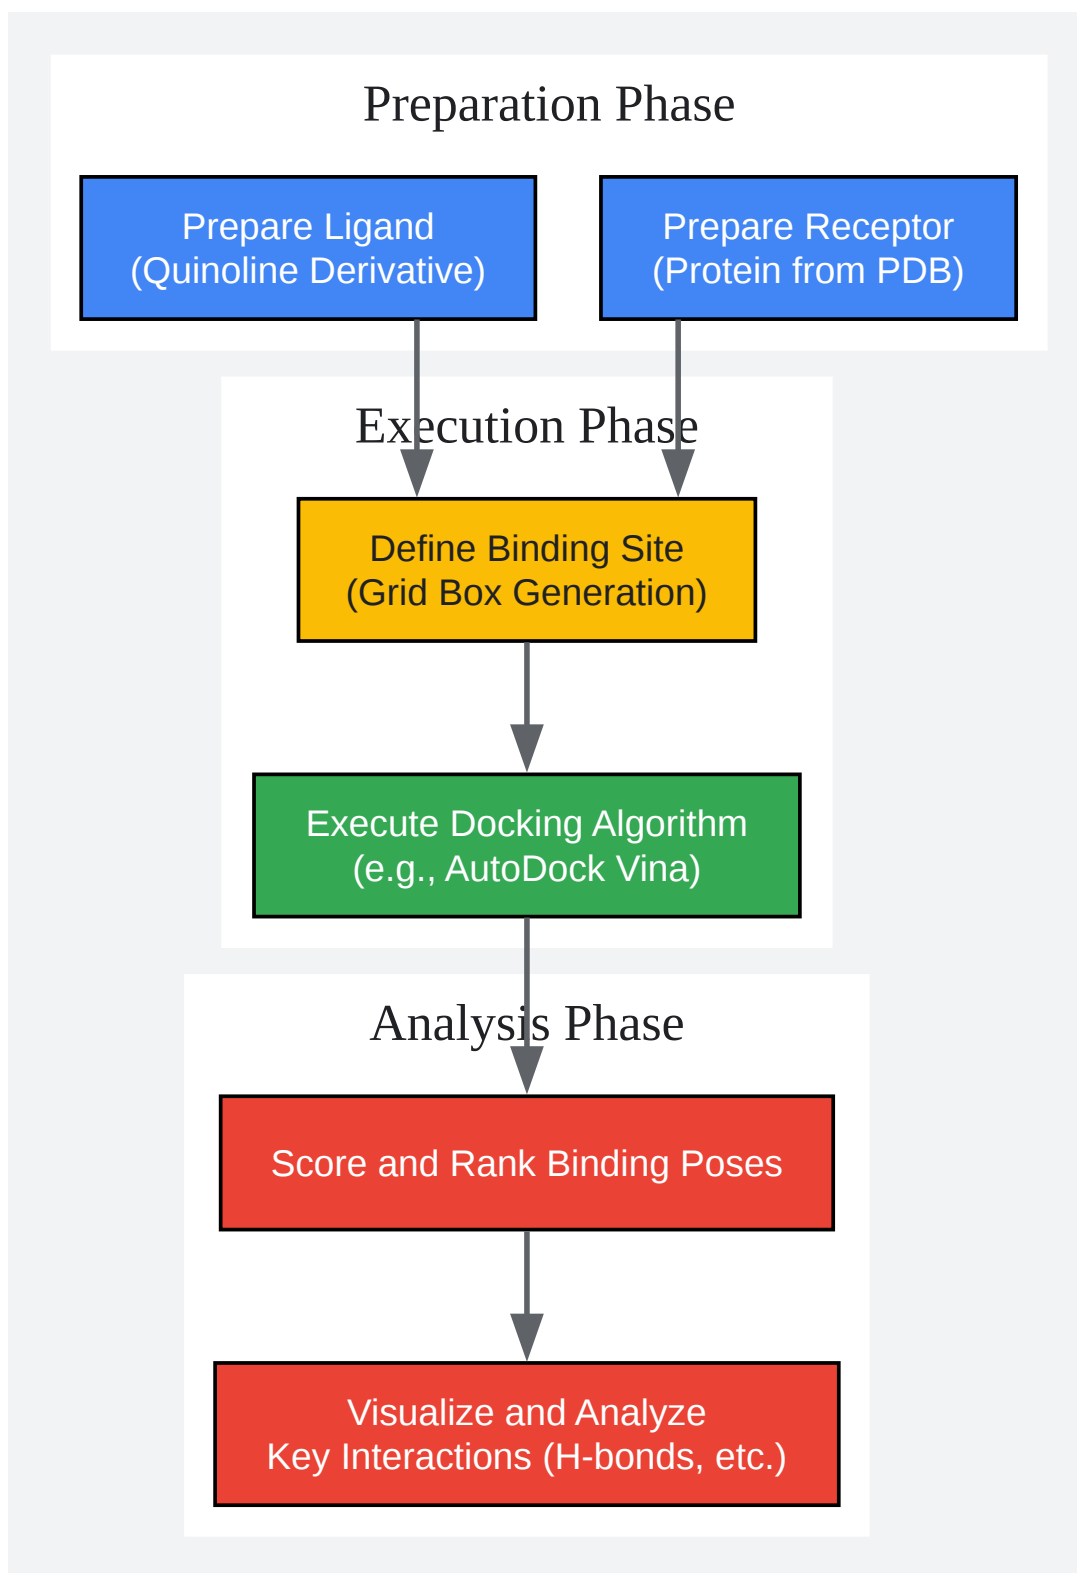 Preparation Phase
Prepare Ligand
(Quinoline Derivative)
Prepare Receptor
(Protein from PDB)
Execution Phase
Define Binding Site
(Grid Box Generation)
Execute Docking Algorithm
(e.g., AutoDock Vina)
Analysis Phase
Score and Rank Binding Poses
Visualize and Analyze
Key Interactions (H-bonds, etc.)